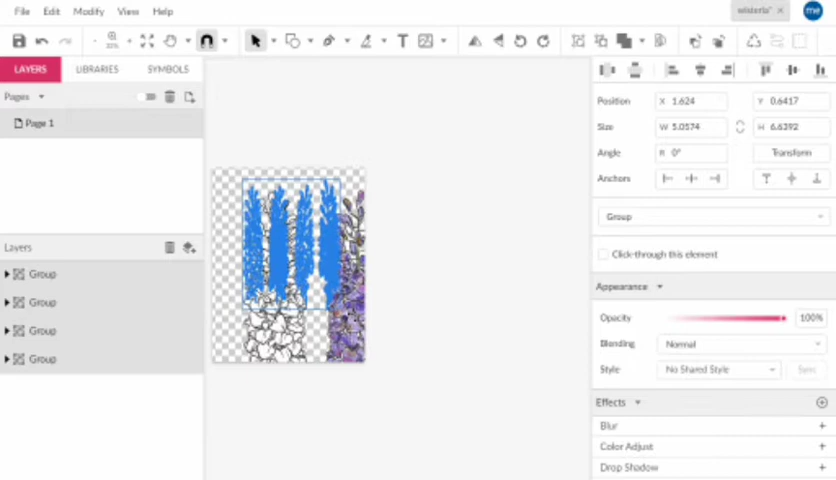 File Edit Modify View Help
wisteria* ×
me
LAYERS LIBRARIES SYMBOLS
Pages
Page 1
Layers
Group
Group
Group
Group
Position X 1.624 Y 0.6417
Size W 5.0574 H 6.6392
Angle R 0° Transform
Anchors
Group
Click-through this element
Appearance
Opacity 100%
Blending Normal
Style No Shared Style Sync
Effects
Blur +
Color Adjust +
Drop Shadow +